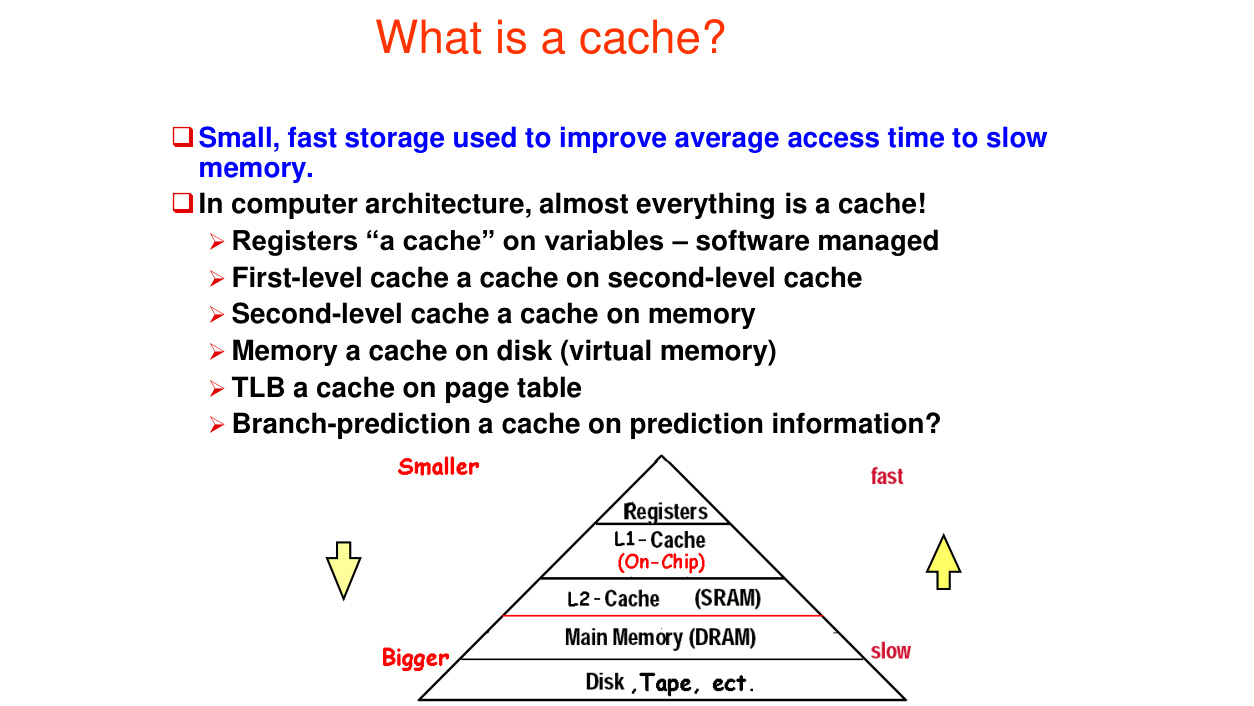 What is a cache?
Small, fast storage used to improve average access time to slow
memory.
In computer architecture, almost everything is a cache!
Registers “a cache” on variables – software managed
First-level cache a cache on second-level cache
Second-level cache a cache on memory
Memory a cache on disk (virtual memory)
TLB a cache on page table
Branch-prediction a cache on prediction information?
Smaller
fast
Registers
L1-Cache
(On-Chip)
L2-Cache (SRAM)
Main Memory (DRAM)
Bigger
slow
Disk ,Tape, ect.